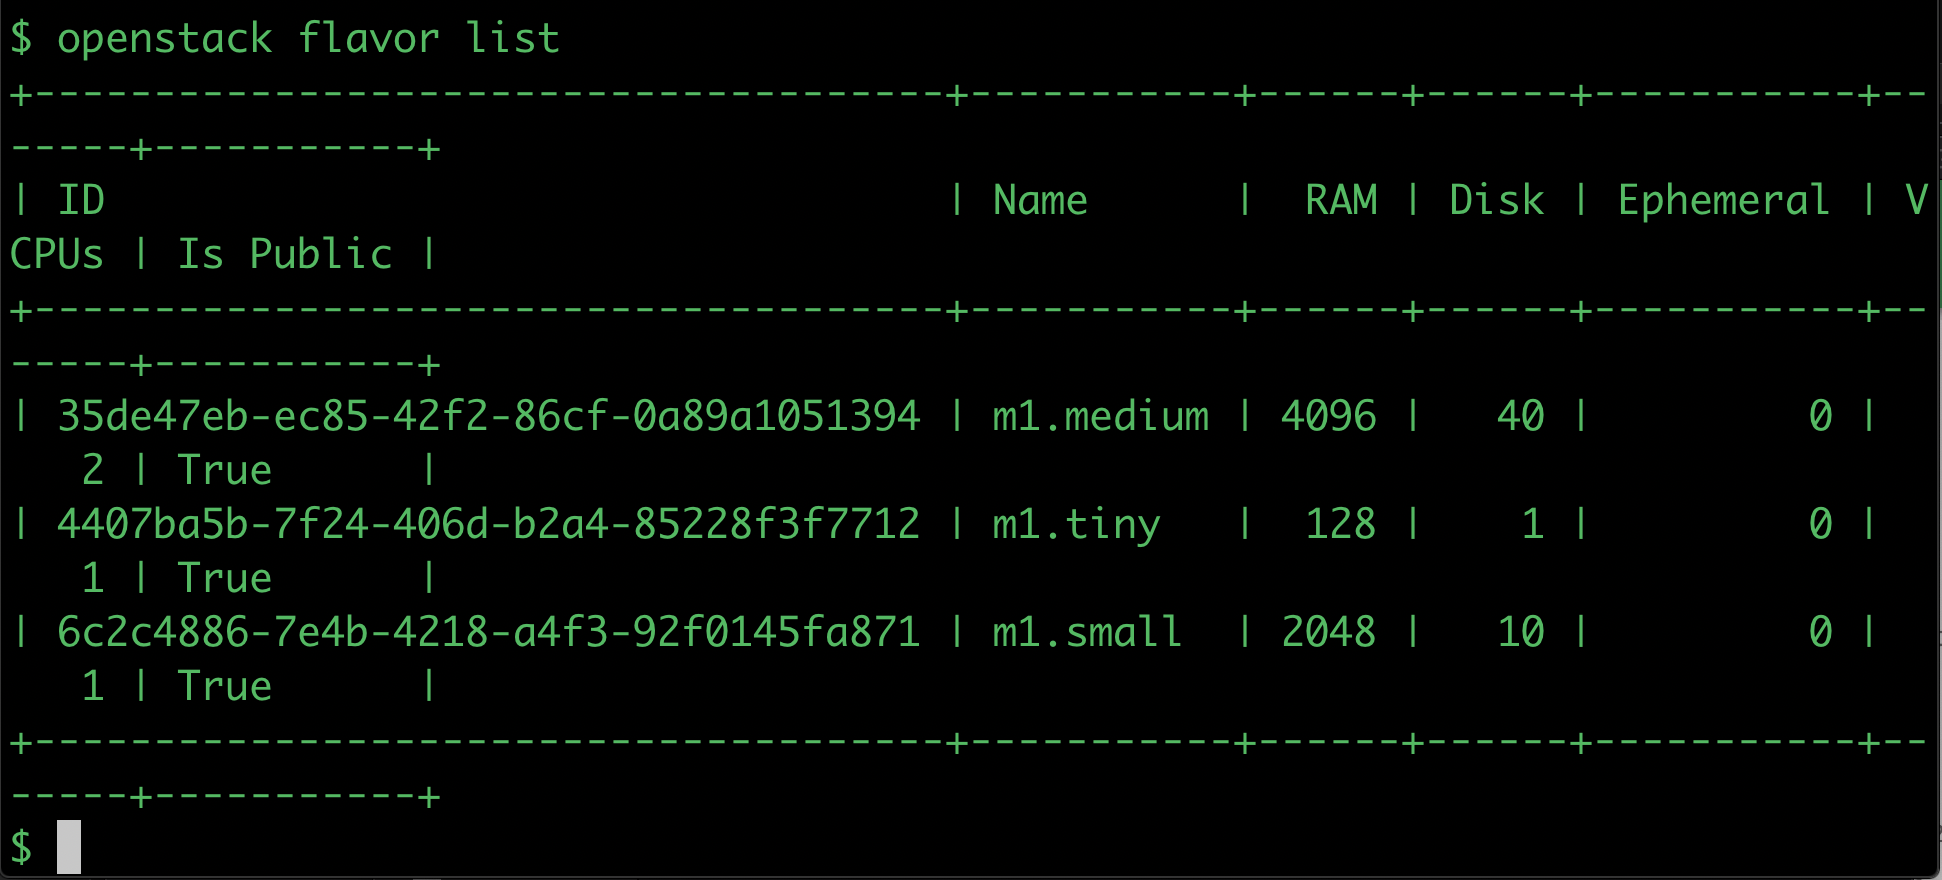 $ openstack flavor list
+--------------------------------------+-----------+------+------+-----------+--
-----+-----------+
| ID                                   | Name      |  RAM | Disk | Ephemeral | V
CPUs | Is Public |
+--------------------------------------+-----------+------+------+-----------+--
-----+-----------+
| 35de47eb-ec85-42f2-86cf-0a89a1051394 | m1.medium | 4096 |   40 |         0 |
   2 | True      |
| 4407ba5b-7f24-406d-b2a4-85228f3f7712 | m1.tiny   |  128 |    1 |         0 |
   1 | True      |
| 6c2c4886-7e4b-4218-a4f3-92f0145fa871 | m1.small  | 2048 |   10 |         0 |
   1 | True      |
+--------------------------------------+-----------+------+------+-----------+--
-----+-----------+
$